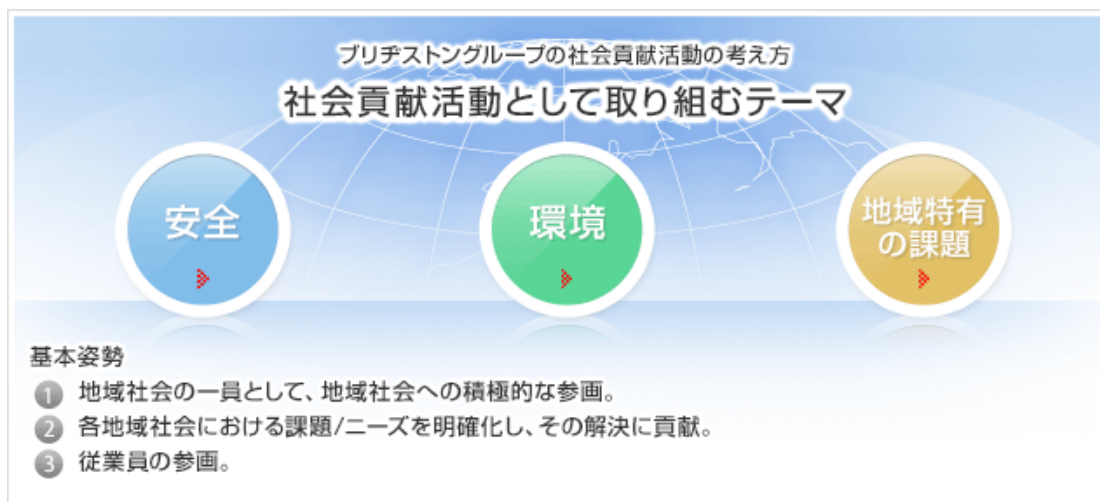 ブリヂストングループの社会貢献活動の考え方
社会貢献活動として取り組むテーマ
安全
環境
地域特有
の課題
基本姿勢
1 地域社会の一員として、地域社会への積極的な参画。
2 各地域社会における課題/ニーズを明確化し、その解決に貢献。
3 従業員の参画。